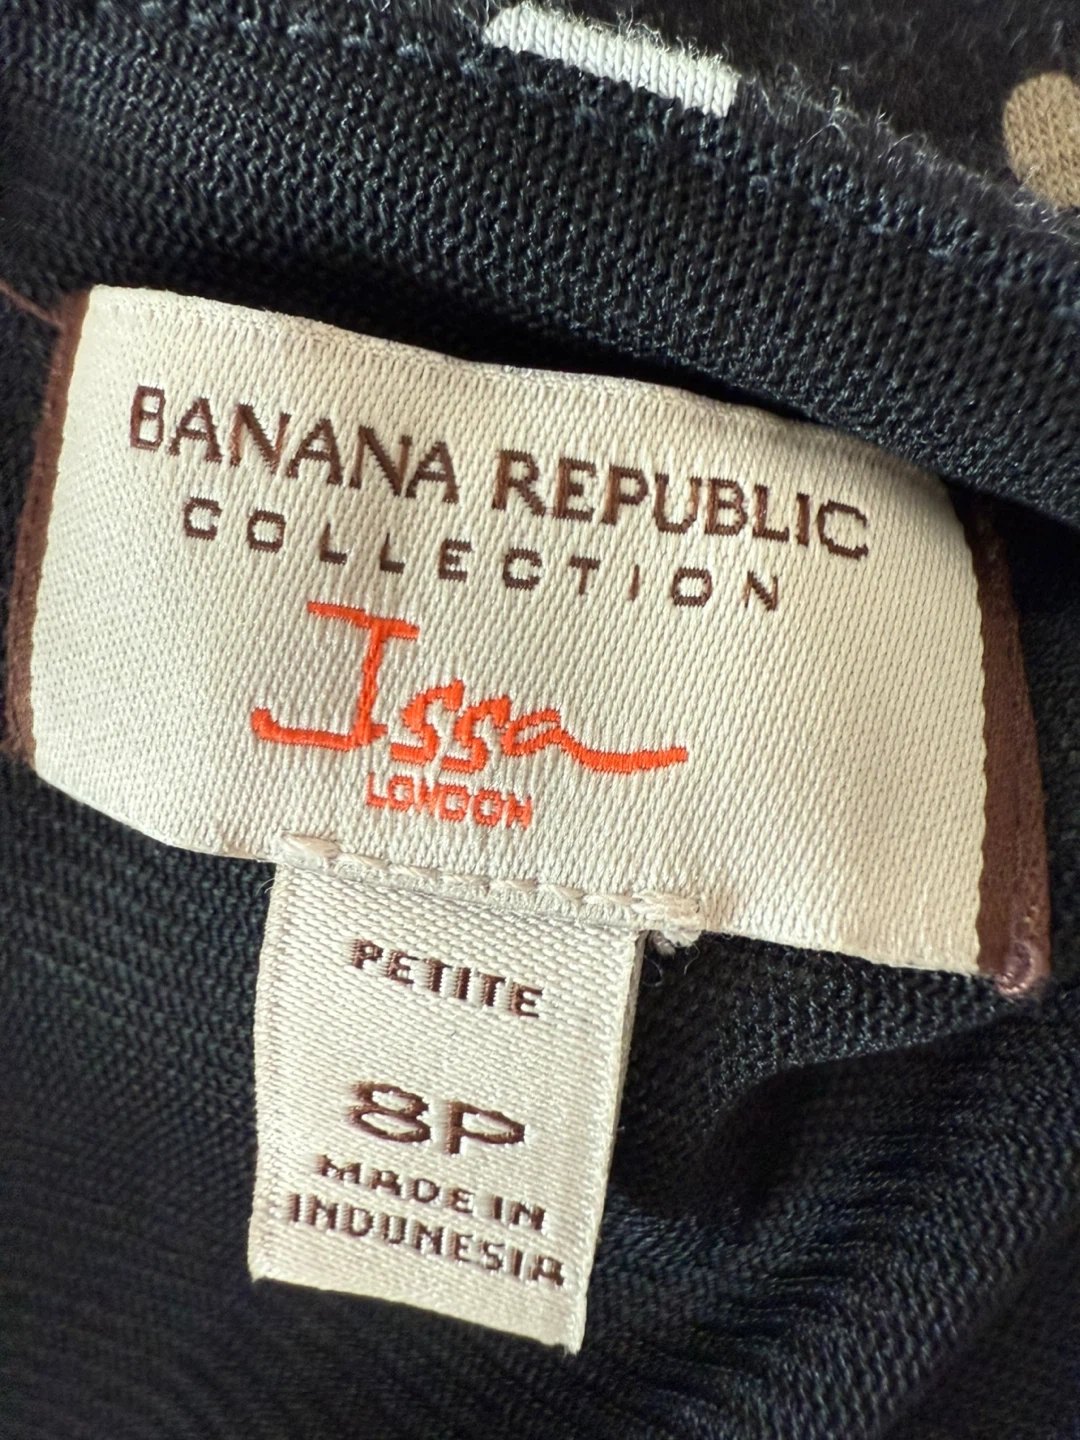 BANANA REPUBLIC
COLLECTION
Issa
LONDON
PETITE
8P
MADE IN
INDONESIA